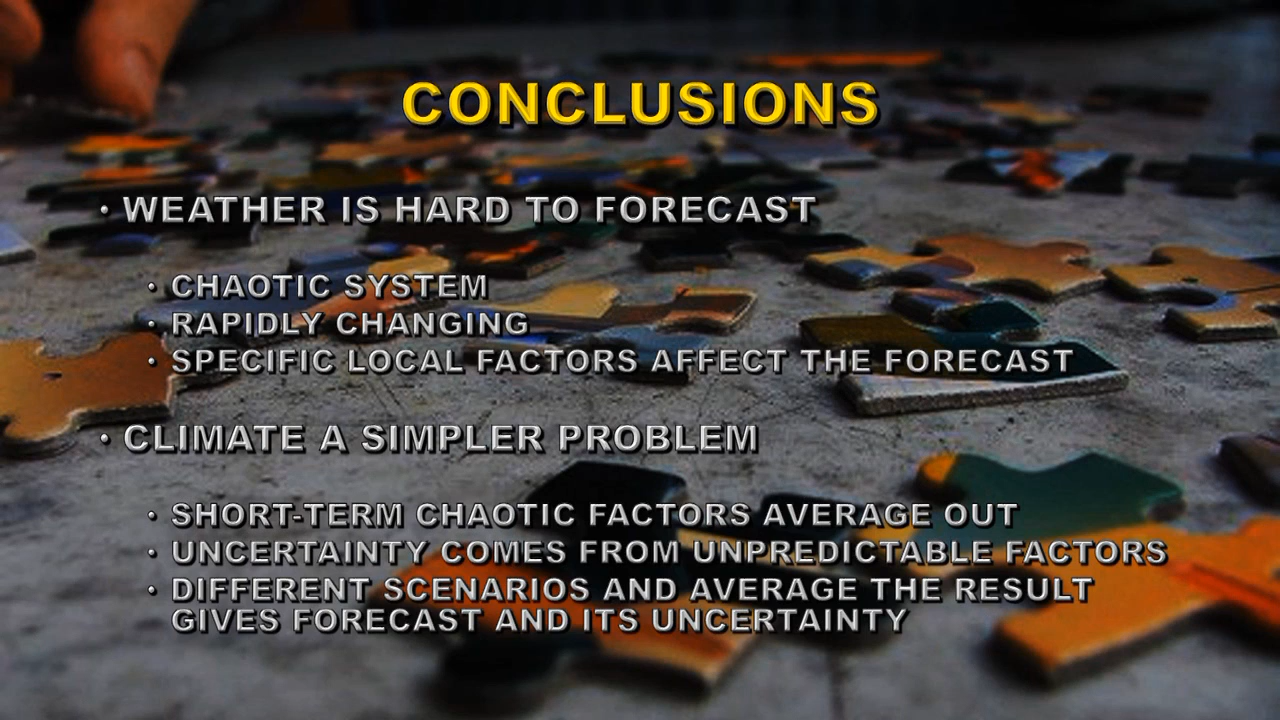 CONCLUSIONS
• WEATHER IS HARD TO FORECAST
• CHAOTIC SYSTEM
• RAPIDLY CHANGING
• SPECIFIC LOCAL FACTORS AFFECT THE FORECAST
• CLIMATE A SIMPLER PROBLEM
• SHORT-TERM CHAOTIC FACTORS AVERAGE OUT
• UNCERTAINTY COMES FROM UNPREDICTABLE FACTORS
• DIFFERENT SCENARIOS AND AVERAGE THE RESULT
GIVES FORECAST AND ITS UNCERTAINTY